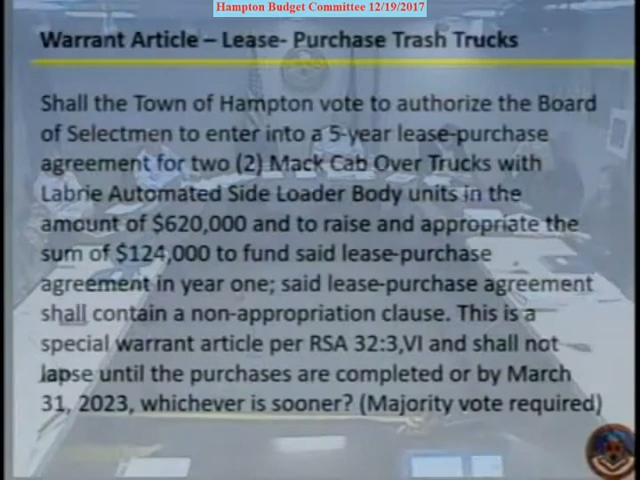 Hampton Budget Committee 12/19/2017
Warrant Article – Lease- Purchase Trash Trucks
Shall the Town of Hampton vote to authorize the Board
of Selectmen to enter into a 5-year lease-purchase
agreement for two (2) Mack Cab Over Trucks with
Labrie Automated Side Loader Body units in the
amount of $620,000 and to raise and appropriate the
sum of $124,000 to fund said lease-purchase
agreement in year one; said lease-purchase agreement
shall contain a non-appropriation clause. This is a
special warrant article per RSA 32:3,VI and shall not
lapse until the purchases are completed or by March
31, 2023, whichever is sooner? (Majority vote required)